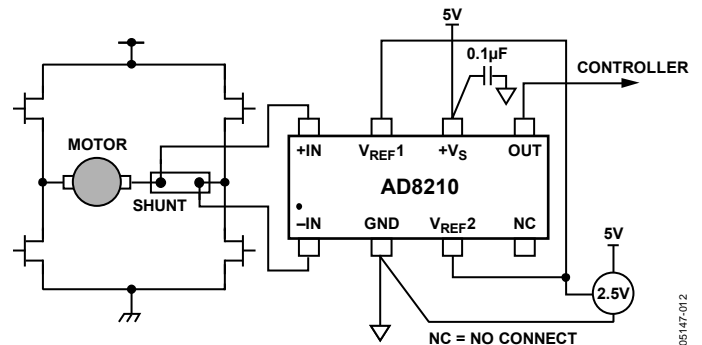 5V
0.1µF
CONTROLLER
MOTOR
+IN
VREF1
+VS
OUT
AD8210
SHUNT
–IN
GND
VREF2
NC
5V
2.5V
NC = NO CONNECT
05147-012